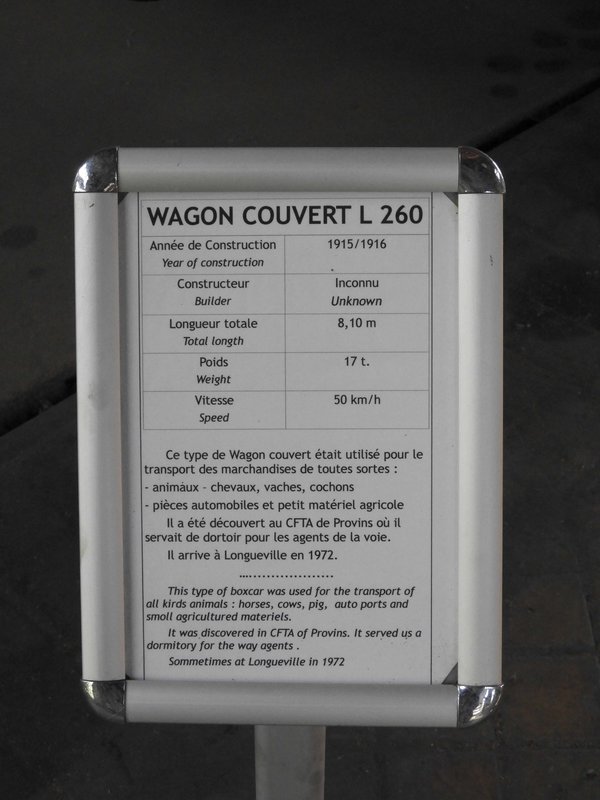 WAGON COUVERT L 260
Année de Construction 1915/1916
Year of construction
Constructeur Inconnu
Builder Unknown
Longueur totale 8,10 m
Total longth
Poids 17 t.
Weight
Vitesse 50 km/h
Speed
Ce type de Wagon couvert était utilisé pour le
transport des marchandises de toutes sortes :
- animaux - chevaux, vaches, cochons
- pièces automobiles et petit matériel agricole
Il a été découvert au CFTA de Provins où il
servait de dortoir pour les agents de la voie.
Il arrive à Longueville en 1972.
......................
This type of boxcar was used for the transport of
all kirds animals : horses, cows, pig, auto ports and
smoll agricultured materiels.
It was discovered in CFTA of Provins. It served us a
dormitory for the way agents .
Sommetimes at Longueville in 1972